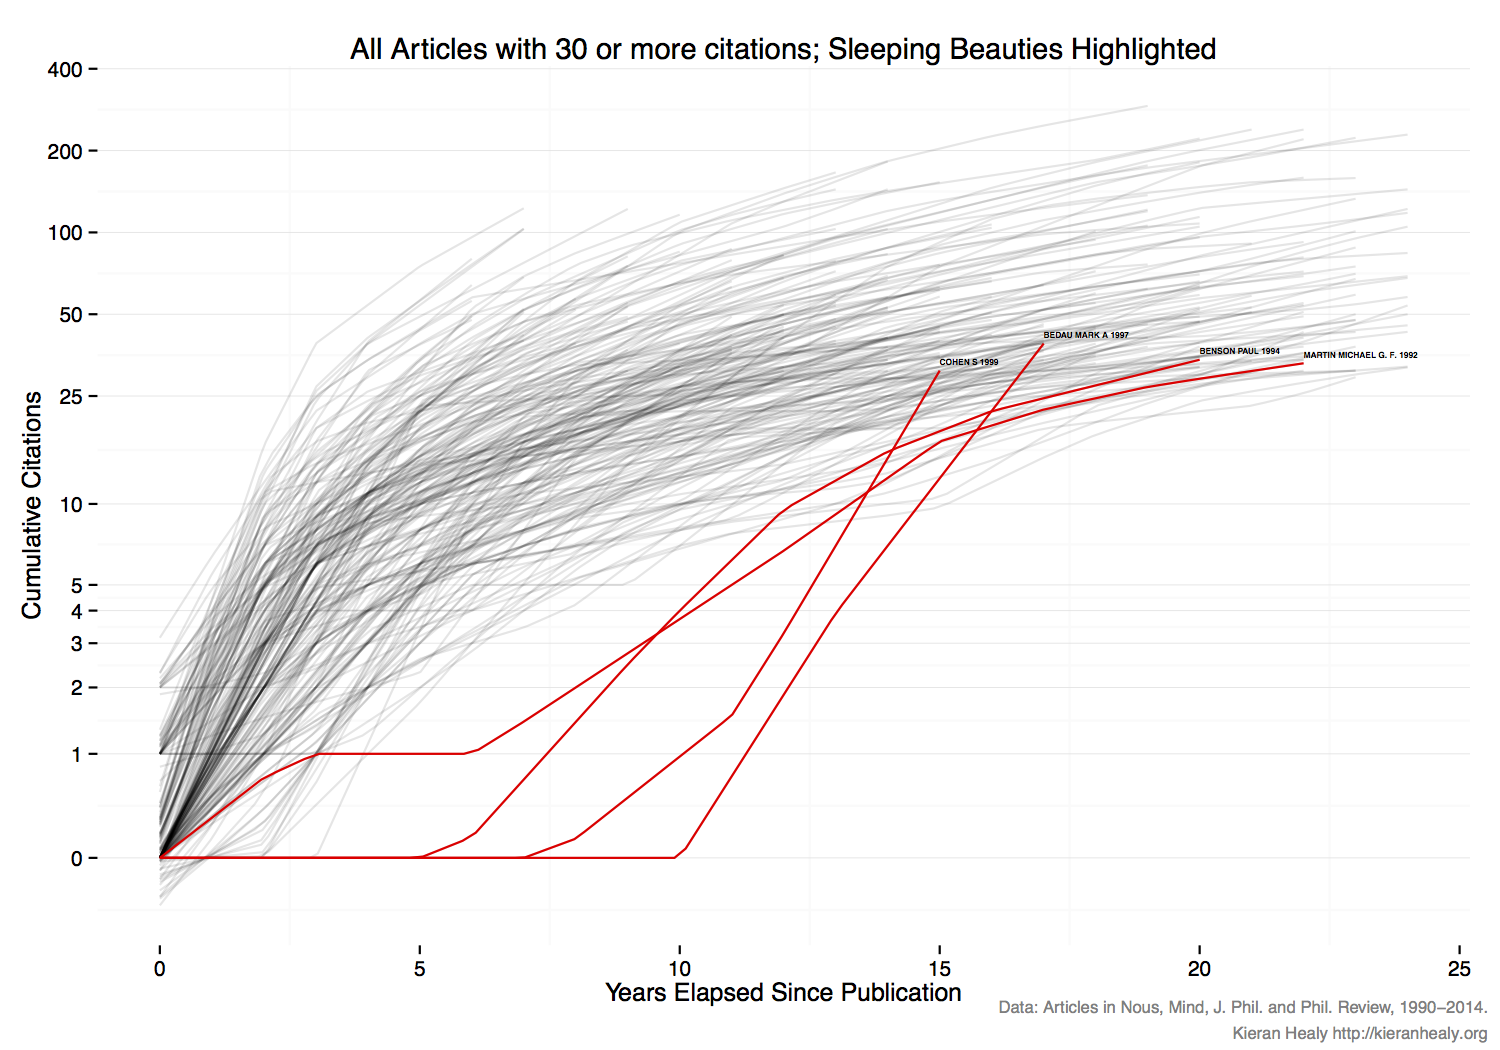 All Articles with 30 or more citations; Sleeping Beauties Highlighted
Cumulative Citations
400
200
100
50
25
10
5
4
3
2
1
0
BEDAU MARK A 1997
COHEN S 1999
BENSON PAUL 1994
MARTIN MICHAEL G. F. 1992
0 5 10 15 20 25
Years Elapsed Since Publication
Data: Articles in Nous, Mind, J. Phil. and Phil. Review, 1990–2014.
Kieran Healy http://kieranhealy.org